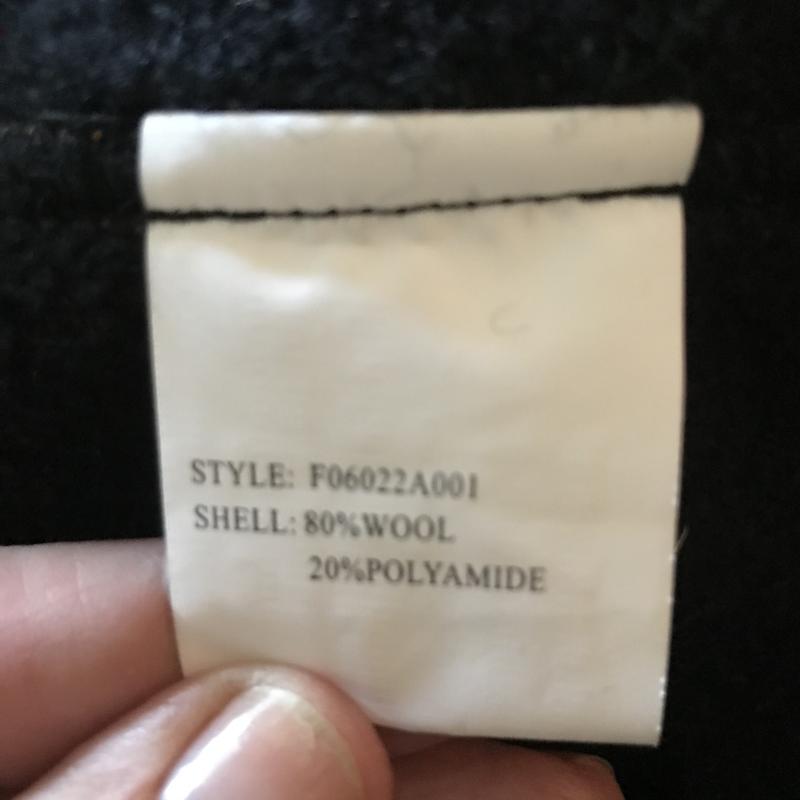 STYLE: F06022A001
SHELL: 80%WOOL
20%POLYAMIDE